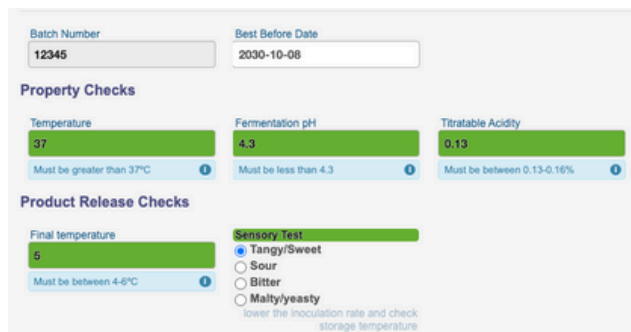 Batch Number
Best Before Date
12345
2030-10-08
Property Checks
Temperature
Fermentation pH
Titratable Acidity
37
4.3
0.13
Must be greater than 37ºC
Must be less than 4.3
Must be between 0.13-0.16%
Product Release Checks
Final temperature
Sensory Test
5
Tangy/Sweet
Must be between 4-6ºC
Sour
Bitter
Malty/yeasty
lower the inoculation rate and check
storage temperature